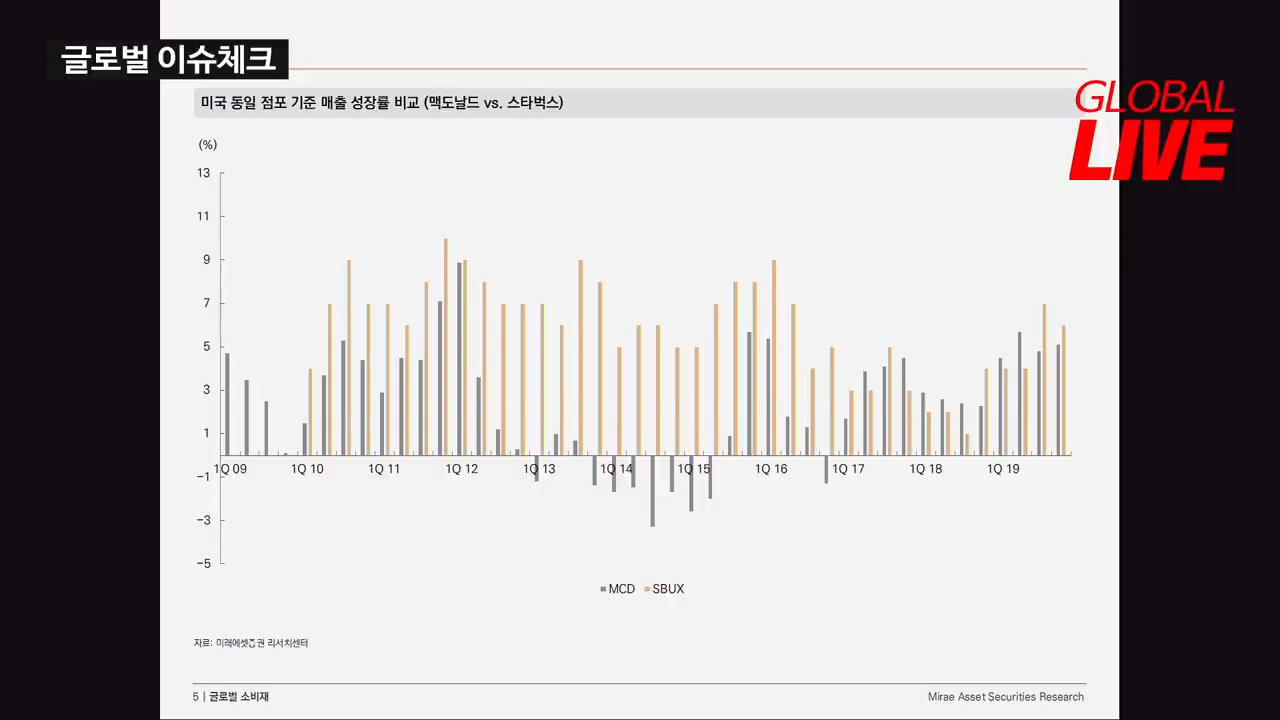 글로벌 이슈체크
GLOBAL
LIVE
미국 동일 점포 기준 매출 성장률 비교 (맥도날드 vs. 스타벅스)
(%)
13
11
9
7
5
3
1
-1
-3
-5
1Q 09 1Q 10 1Q 11 1Q 12 1Q 13 1Q 14 1Q 15 1Q 16 1Q 17 1Q 18 1Q 19
MCD SBUX
자료: 미래에셋증권 리서치센터
5 | 글로벌 소비재 Mirae Asset Securities Research